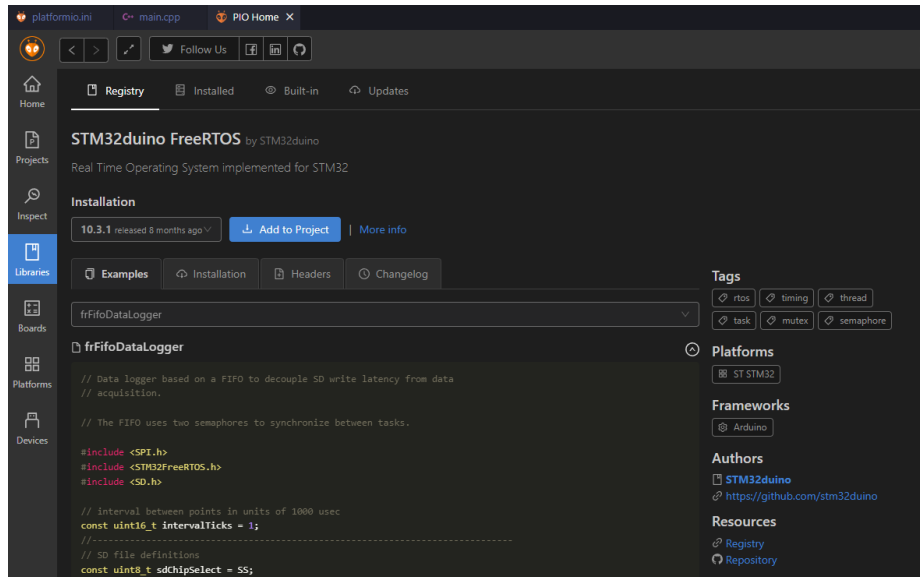 platformio.ini
C++ main.cpp
PIO Home
Follow Us
Home
Projects
Inspect
Libraries
Boards
Platforms
Devices
Registry
Installed
Built-in
Updates
STM32duino FreeRTOS by STM32duino
Real Time Operating System implemented for STM32
Installation
10.3.1 released 8 months ago
Add to Project
| More info
Examples
Installation
Headers
Changelog
frFifoDataLogger
frFifoDataLogger
// Data logger based on a FIFO to decouple SD write latency from data
// acquisition.
// The FIFO uses two semaphores to synchronize between tasks.
#include <SPI.h>
#include <STM32FreeRTOS.h>
#include <SD.h>
// interval between points in units of 1000 usec
const uint16_t intervalTicks = 1;
//------------------------------------------------------------------------------
// SD file definitions
const uint8_t sdChipSelect = SS;
Tags
rtos
timing
thread
task
mutex
semaphore
Platforms
ST STM32
Frameworks
Arduino
Authors
STM32duino
https://github.com/stm32duino
Resources
Registry
Repository